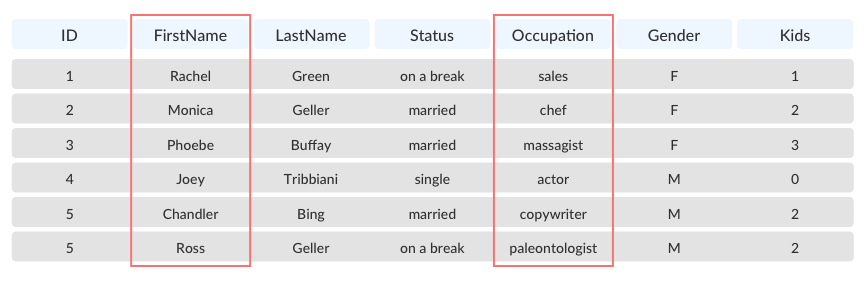 ID FirstName LastName Status Occupation Gender Kids
1 Rachel Green on a break sales F 1
2 Monica Geller married chef F 2
3 Phoebe Buffay married massagist F 3
4 Joey Tribbiani single actor M 0
5 Chandler Bing married copywriter M 2
5 Ross Geller on a break paleontologist M 2